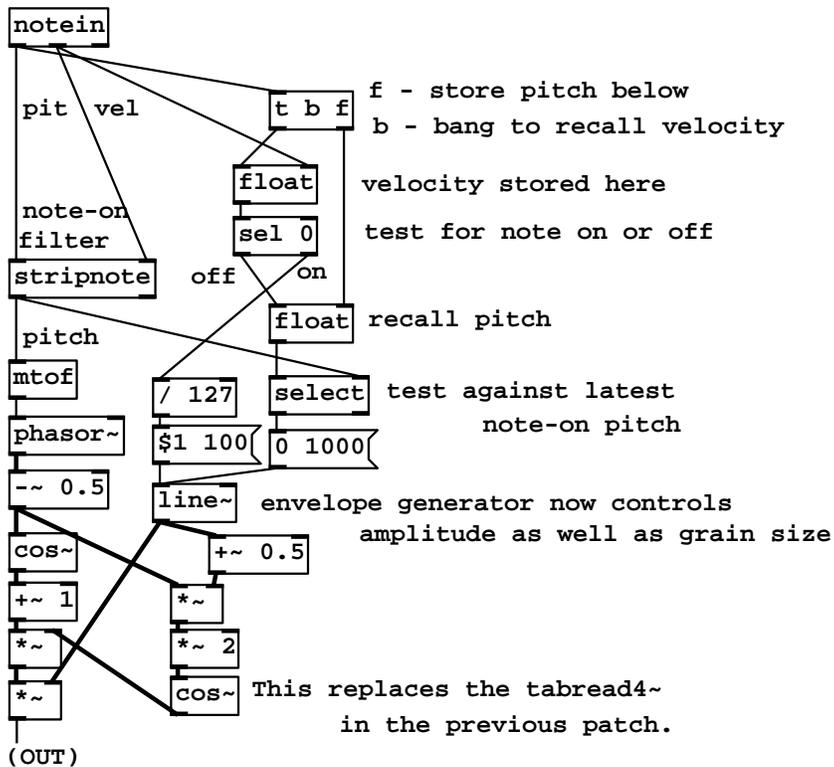 notein
pit vel
t b f
f - store pitch below
b - bang to recall velocity
float
velocity stored here
note-on
filter
sel 0
test for note on or off
stripnote
off
on
float
recall pitch
pitch
mtof
/ 127
select
test against latest
note-on pitch
phasor~
$1 100
0 1000
-~ 0.5
line~
envelope generator now controls
amplitude as well as grain size
cos~
+~ 0.5
+~ 1
*~
*~
*~ 2
*~
cos~
This replaces the tabread4~
in the previous patch.
(OUT)